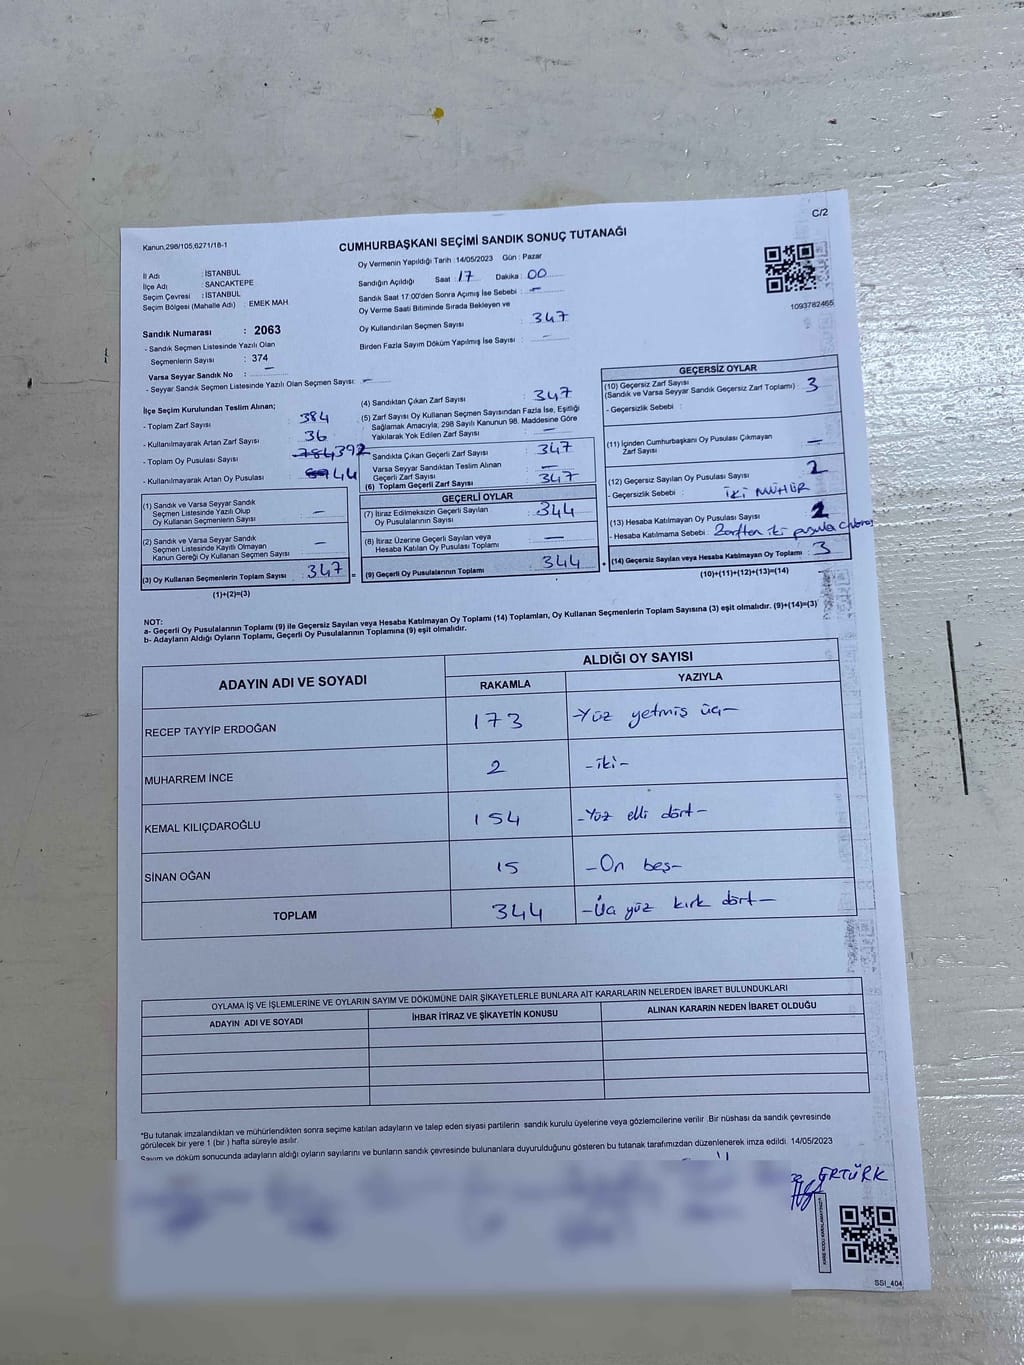 C/2
Kanun,298/105,6271/18-1
CUMHURBAŞKANI SEÇİMİ SANDIK SONUÇ TUTANAĞI
İl Adı : İSTANBUL
İlçe Adı : SANCAKTEPE
Seçim Çevresi : İSTANBUL
Seçim Bölgesi (Mahalle Adı) : EMEK MAH
Sandık Numarası : 2063
- Sandık Seçmen Listesinde Yazılı Olan
Seçmenlerin Sayısı : 374
Varsa Seyyar Sandık No : –
- Seyyar Sandık Seçmen Listesinde Yazılı Olan Seçmen Sayısı: –
Oy Vermenin Yapıldığı Tarih :14/05/2023 Gün : Pazar
Sandığın Açıldığı Saat : 17 Dakika : 00
Sandık Saat 17.00'den Sonra Açımış İse Sebebi : –
Oy Verme Saati Bitiminde Sırada Bekleyen ve
Oy Kullandırılan Seçmen Sayısı : 347
Birden Fazla Sayım Döküm Yapılmış İse Sayısı : –
1093782465
İlçe Seçim Kurulundan Teslim Alınan;
- Toplam Zarf Sayısı : 384
- Kullanılmayarak Artan Zarf Sayısı : 36
- Toplam Oy Pusulası Sayısı : 392
- Kullanılmayarak Artan Oy Pusulası : 44
(1) Sandık ve Varsa Seyyar Sandık
Seçmen Listesinde Yazılı Olup
Oy Kullanan Seçmenlerin Sayısı –
(2) Sandık ve Varsa Seyyar Sandık
Seçmen Listesinde Kayıtlı Olmayan
Kanun Gereği Oy Kullanan Seçmen Sayısı –
(3) Oy Kullanan Seçmenlerin Toplam Sayısı : 347
(1)+(2)=(3)
(4) Sandıktan Çıkan Zarf Sayısı : 347
(5) Zarf Sayısı Oy Kullanan Seçmen Sayısından Fazla İse, Eşitliği
Sağlamak Amacıyla, 298 Sayılı Kanunun 98. Maddesine Göre
Yakılarak Yok Edilen Zarf Sayısı : –
Sandıkta Çıkan Geçerli Zarf Sayısı : 347
Varsa Seyyar Sandıktan Teslim Alınan
Geçerli Zarf Sayısı : –
(6) Toplam Geçerli Zarf Sayısı : 347
GEÇERLİ OYLAR
(7) İtiraz Edilmeksizin Geçerli Sayılan
Oy Pusulalarının Sayısı : 344
(8) İtiraz Üzerine Geçerli Sayılan veya
Hesaba Katılan Oy Pusulası Toplamı : –
(9) Geçerli Oy Pusulalarının Toplamı : 344
GEÇERSİZ OYLAR
(10) Geçersiz Zarf Sayısı
(Sandık ve Varsa Seyyar Sandık Geçersiz Zarf Toplamı) : 3
- Geçersizlik Sebebi :
(11) İçinden Cumhurbaşkanı Oy Pusulası Çıkmayan
Zarf Sayısı : –
(12) Geçersiz Sayılan Oy Pusulası Sayısı : 2
- Geçersizlik Sebebi : İKİ MÜHÜR
(13) Hesaba Katılmayan Oy Pusulası Sayısı :
- Hesaba Katılmama Sebebi : Zarftan iki pusula
(14) Geçersiz Sayılan veya Hesaba Katılmayan Oy Toplamı : 3
(10)+(11)+(12)+(13)=(14)
NOT:
a- Geçerli Oy Pusulalarının Toplamı (9) ile Geçersiz Sayılan veya Hesaba Katılmayan Oy Toplamı (14) Toplamları, Oy Kullanan Seçmenlerin Toplam Sayısına (3) eşit olmalıdır. (9)+(14)=(3)
b- Adayların Aldığı Oyların Toplamı, Geçerli Oy Pusulalarının Toplamına (9) eşit olmalıdır.
ADAYIN ADI VE SOYADI
ALDIĞI OY SAYISI
RAKAMLA YAZIYLA
RECEP TAYYİP ERDOĞAN 173 -Yüz yetmiş üç-
MUHARREM İNCE 2 -iki-
KEMAL KILIÇDAROĞLU 154 -Yüz elli dört-
SİNAN OĞAN 15 -On beş-
TOPLAM 344 -Üç yüz kırk dört-
OYLAMA İŞ VE İŞLEMLERİNE VE OYLARIN SAYIM VE DÖKÜMÜNE DAİR ŞİKAYETLERLE BUNLARA AİT KARARLARIN NELERDEN İBARET BULUNDUKLARI
ADAYIN ADI VE SOYADI İHBAR İTİRAZ VE ŞİKAYETİN KONUSU ALINAN KARARIN NEDEN İBARET OLDUĞU
*Bu tutanak imzalandıktan ve mühürlendikten sonra seçime katılan adayların ve talep eden siyasi partilerin sandık kurulu üyelerine veya gözlemcilerine verilir .Bir nüshası da sandık çevresinde
görülecek bir yere 1 (bir ) hafta süreyle asılır.
Sayım ve döküm sonucunda adayların aldığı oyların sayılarını ve bunların sandık çevresinde bulunanlara duyurulduğunu gösteren bu tutanak tarafımızdan düzenlenerek imza edildi. 14/05/2023
ERTÜRK
SSI_404